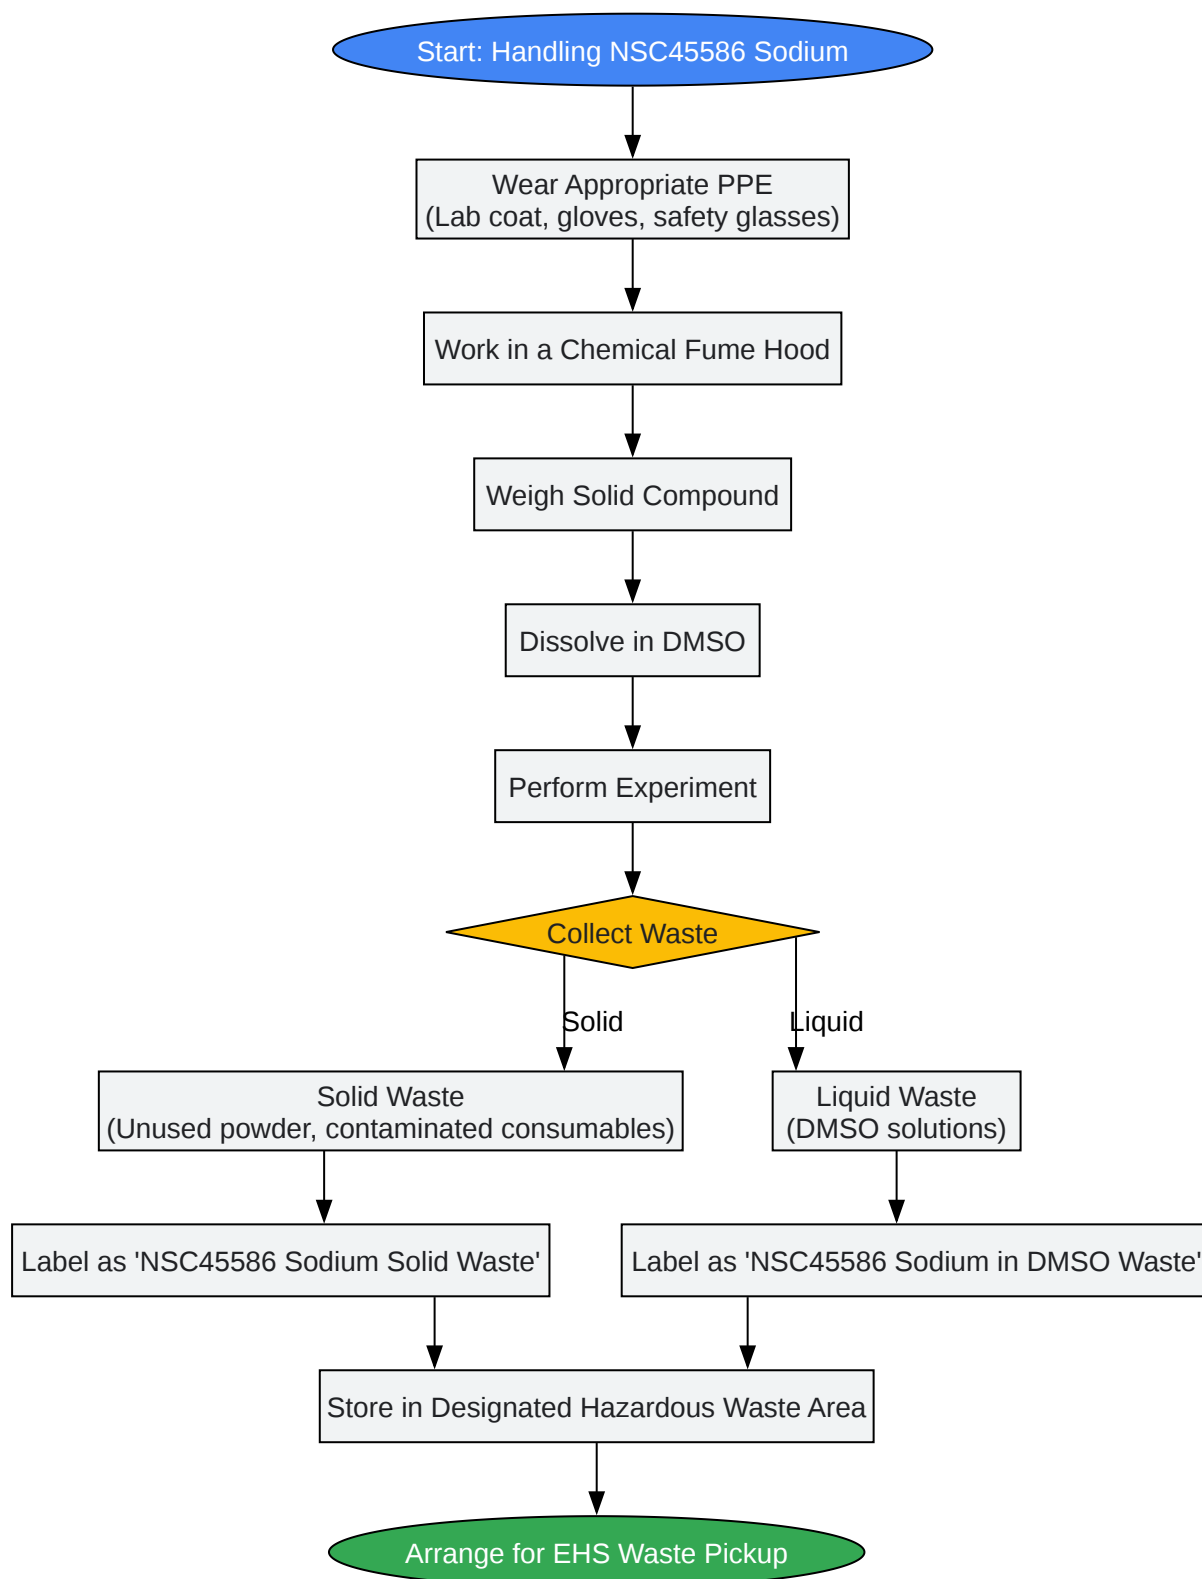 Start: Handling NSC45586 Sodium
Wear Appropriate PPE
(Lab coat, gloves, safety glasses)
Work in a Chemical Fume Hood
Weigh Solid Compound
Dissolve in DMSO
Perform Experiment
Collect Waste
Solid
Liquid
Solid Waste
(Unused powder, contaminated consumables)
Liquid Waste
(DMSO solutions)
Label as 'NSC45586 Sodium Solid Waste'
Label as 'NSC45586 Sodium in DMSO Waste'
Store in Designated Hazardous Waste Area
Arrange for EHS Waste Pickup